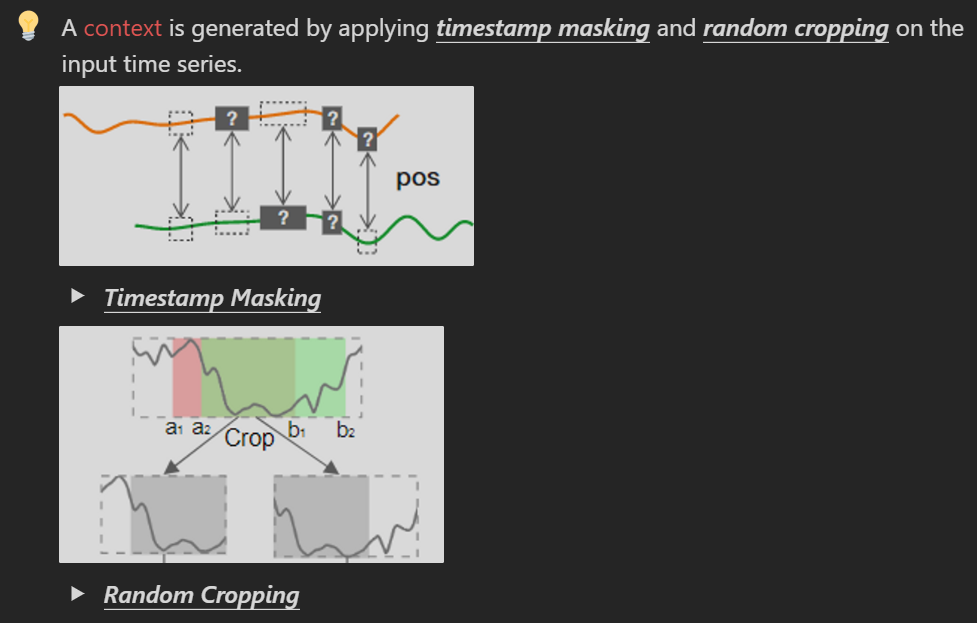 A context is generated by applying timestamp masking and random cropping on the
input time series.
? ?
?
pos
? ?
Timestamp Masking
a₁ a₂ Crop b₁ b₂
Random Cropping